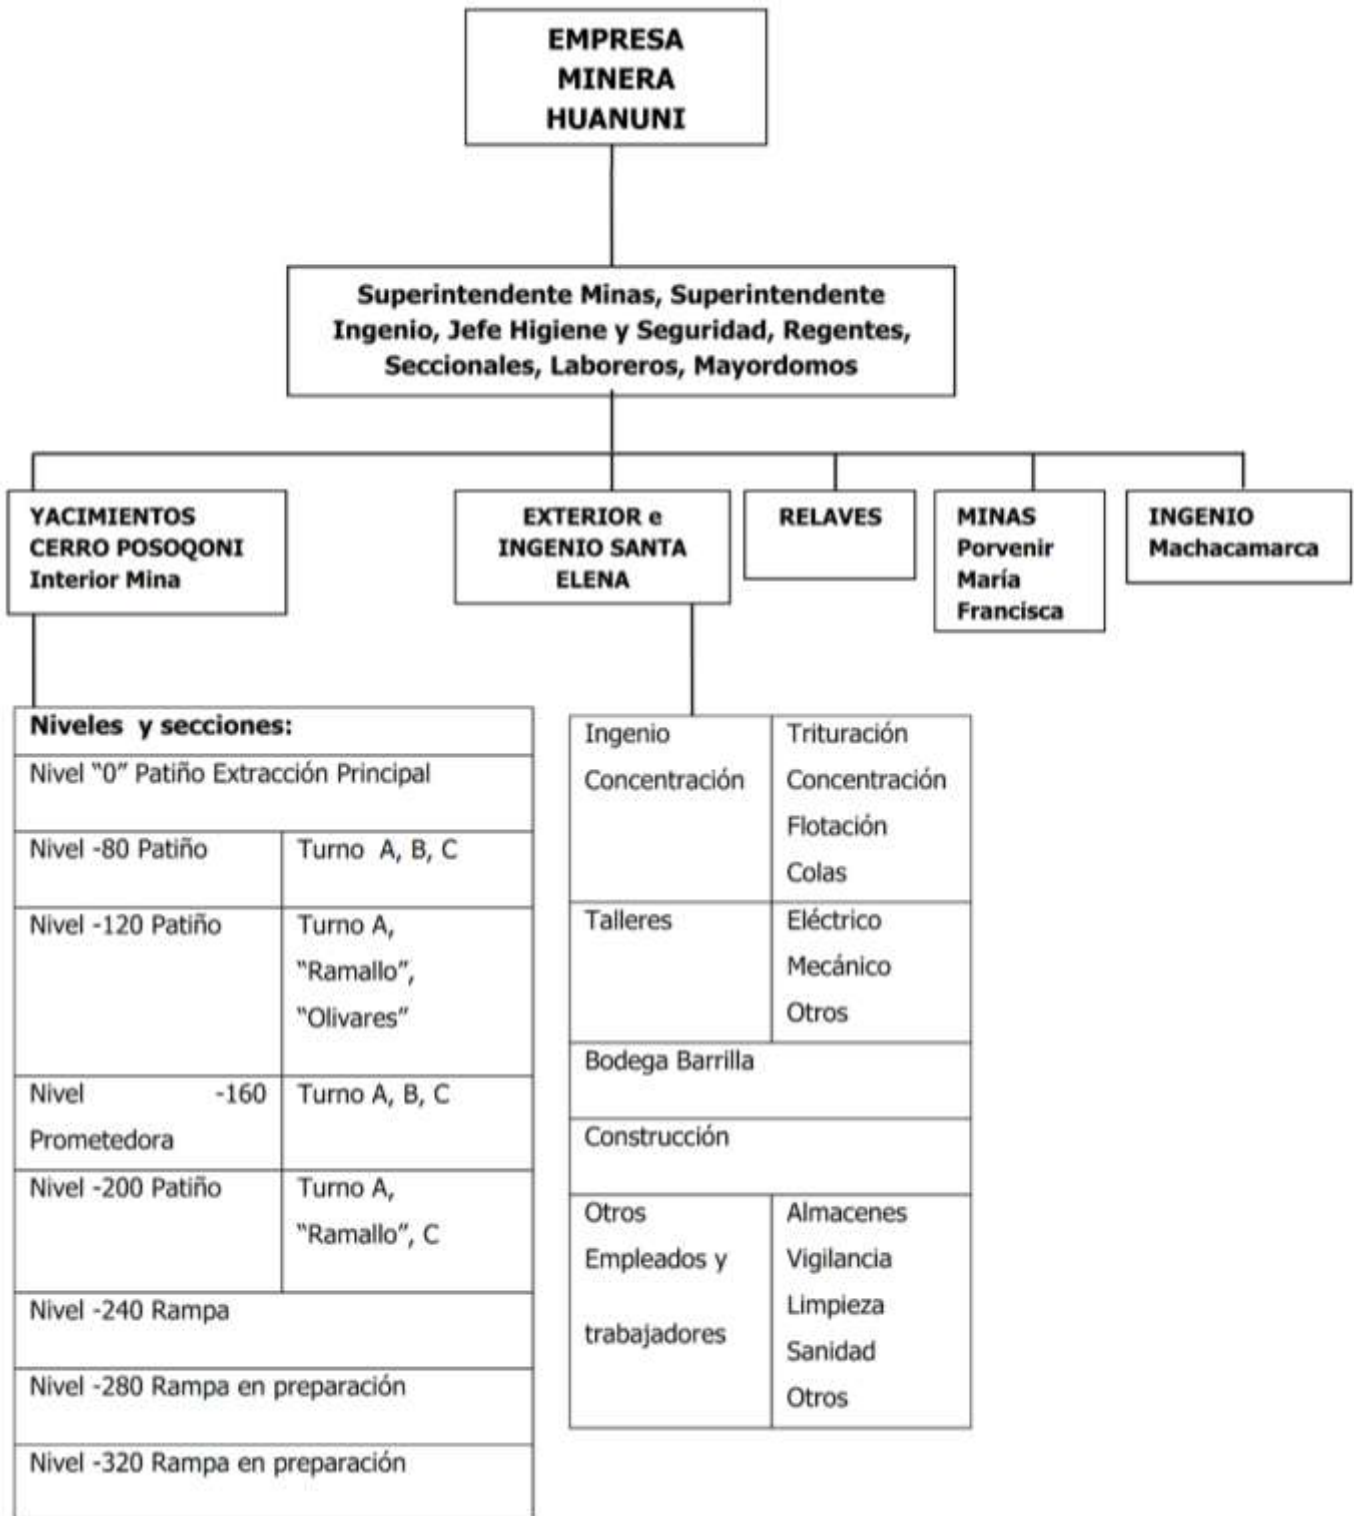 EMPRESA
MINERA
HUANUNI
Superintendente Minas, Superintendente
Ingenio, Jefe Higiene y Seguridad, Regentes,
Seccionales, Laboreros, Mayordomos
YACIMIENTOS
CERRO POSOQONI
Interior Mina
EXTERIOR e
INGENIO SANTA
ELENA
RELAVES
MINAS
Porvenir
María
Francisca
INGENIO
Machacamarca
Niveles y secciones:
Nivel "0" Patiño Extracción Principal
Nivel -80 Patiño
Turno A, B, C
Nivel -120 Patiño
Turno A,
"Ramallo",
"Olivares"
Nivel -160
Prometedora
Turno A, B, C
Nivel -200 Patiño
Turno A,
"Ramallo", C
Nivel -240 Rampa
Nivel -280 Rampa en preparación
Nivel -320 Rampa en preparación
Ingenio
Concentración
Trituración
Concentración
Flotación
Colas
Talleres
Eléctrico
Mecánico
Otros
Bodega Barrilla
Construcción
Otros
Empleados y
trabajadores
Almacenes
Vigilancia
Limpieza
Sanidad
Otros